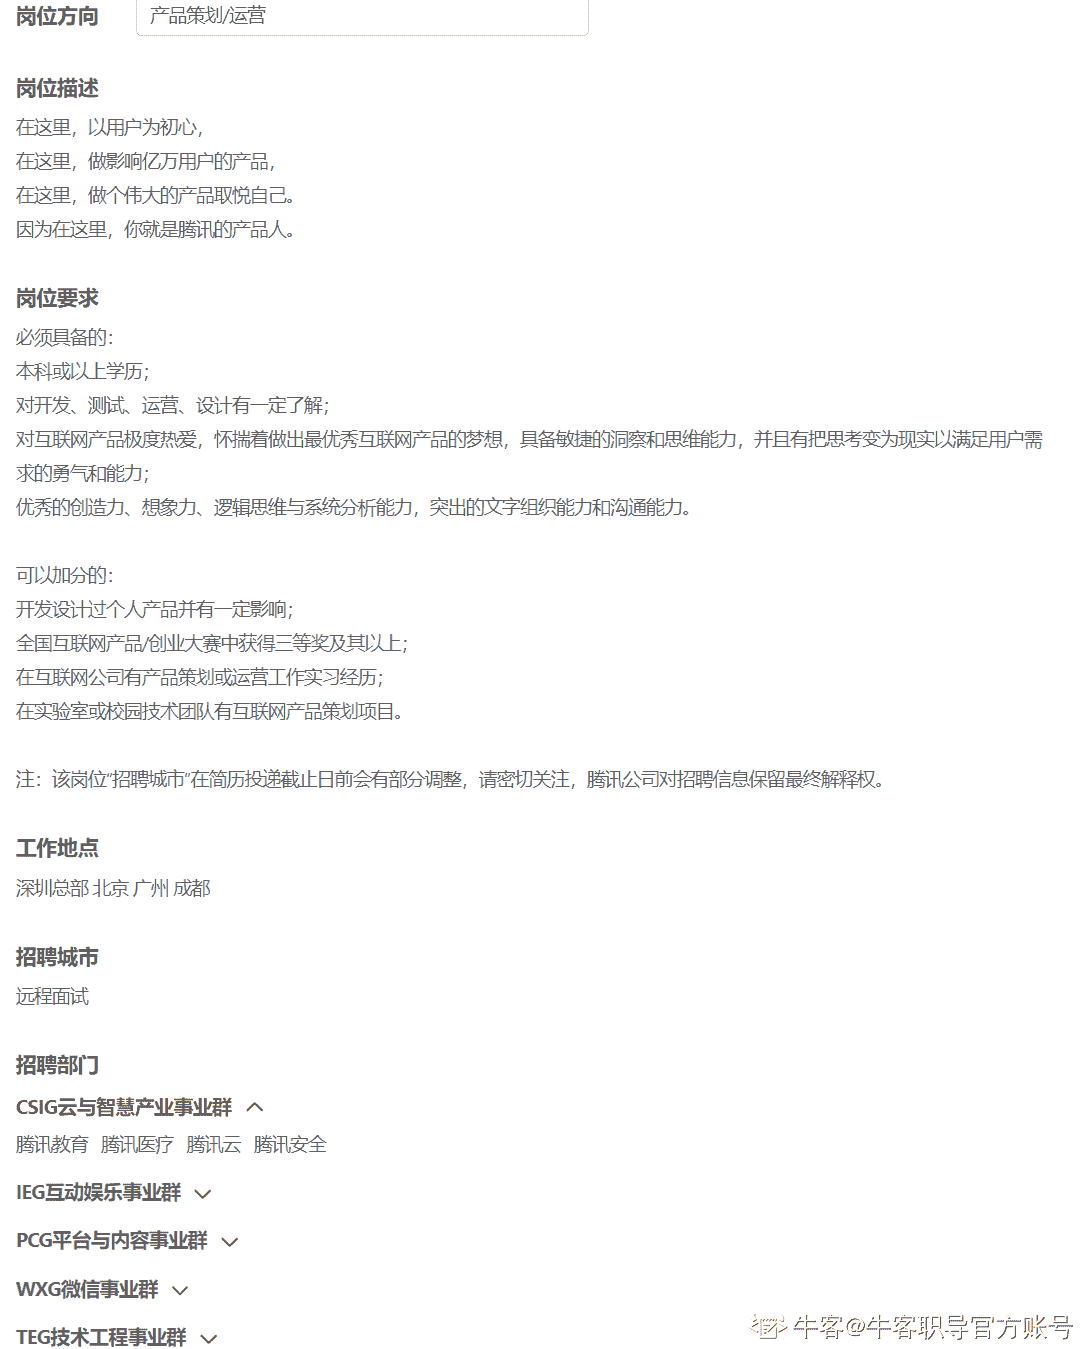 岗位方向
产品策划/运营
岗位描述
在这里，以用户为初心，
在这里，做影响亿万用户的产品，
在这里，做个伟大的产品取悦自己。
因为在这里，你就是腾讯的产品人。
岗位要求
必须具备的：
本科或以上学历；
对开发、测试、运营、设计有一定了解；
对互联网产品极度热爱，怀揣着做出最优秀互联网产品的梦想，具备敏捷的洞察和思维能力，并且有把思考变为现实以满足用户需
求的勇气和能力；
优秀的创造力、想象力、逻辑思维与系统分析能力，突出的文字组织能力和沟通能力。
可以加分的：
开发设计过个人产品并有一定影响；
全国互联网产品/创业大赛中获得三等奖及其以上；
在互联网公司有产品策划或运营工作实习经历；
在实验室或校园技术团队有互联网产品策划项目。
注：该岗位“招聘城市”在简历投递截止日前会有部分调整，请密切关注，腾讯公司对招聘信息保留最终解释权。
工作地点
深圳总部 北京 广州 成都
招聘城市
远程面试
招聘部门
CSIG云与智慧产业事业群
腾讯教育 腾讯医疗 腾讯云 腾讯安全
IEG互动娱乐事业群
PCG平台与内容事业群
WXG微信事业群
TEG技术工程事业群
牛客@牛客职导官方账号